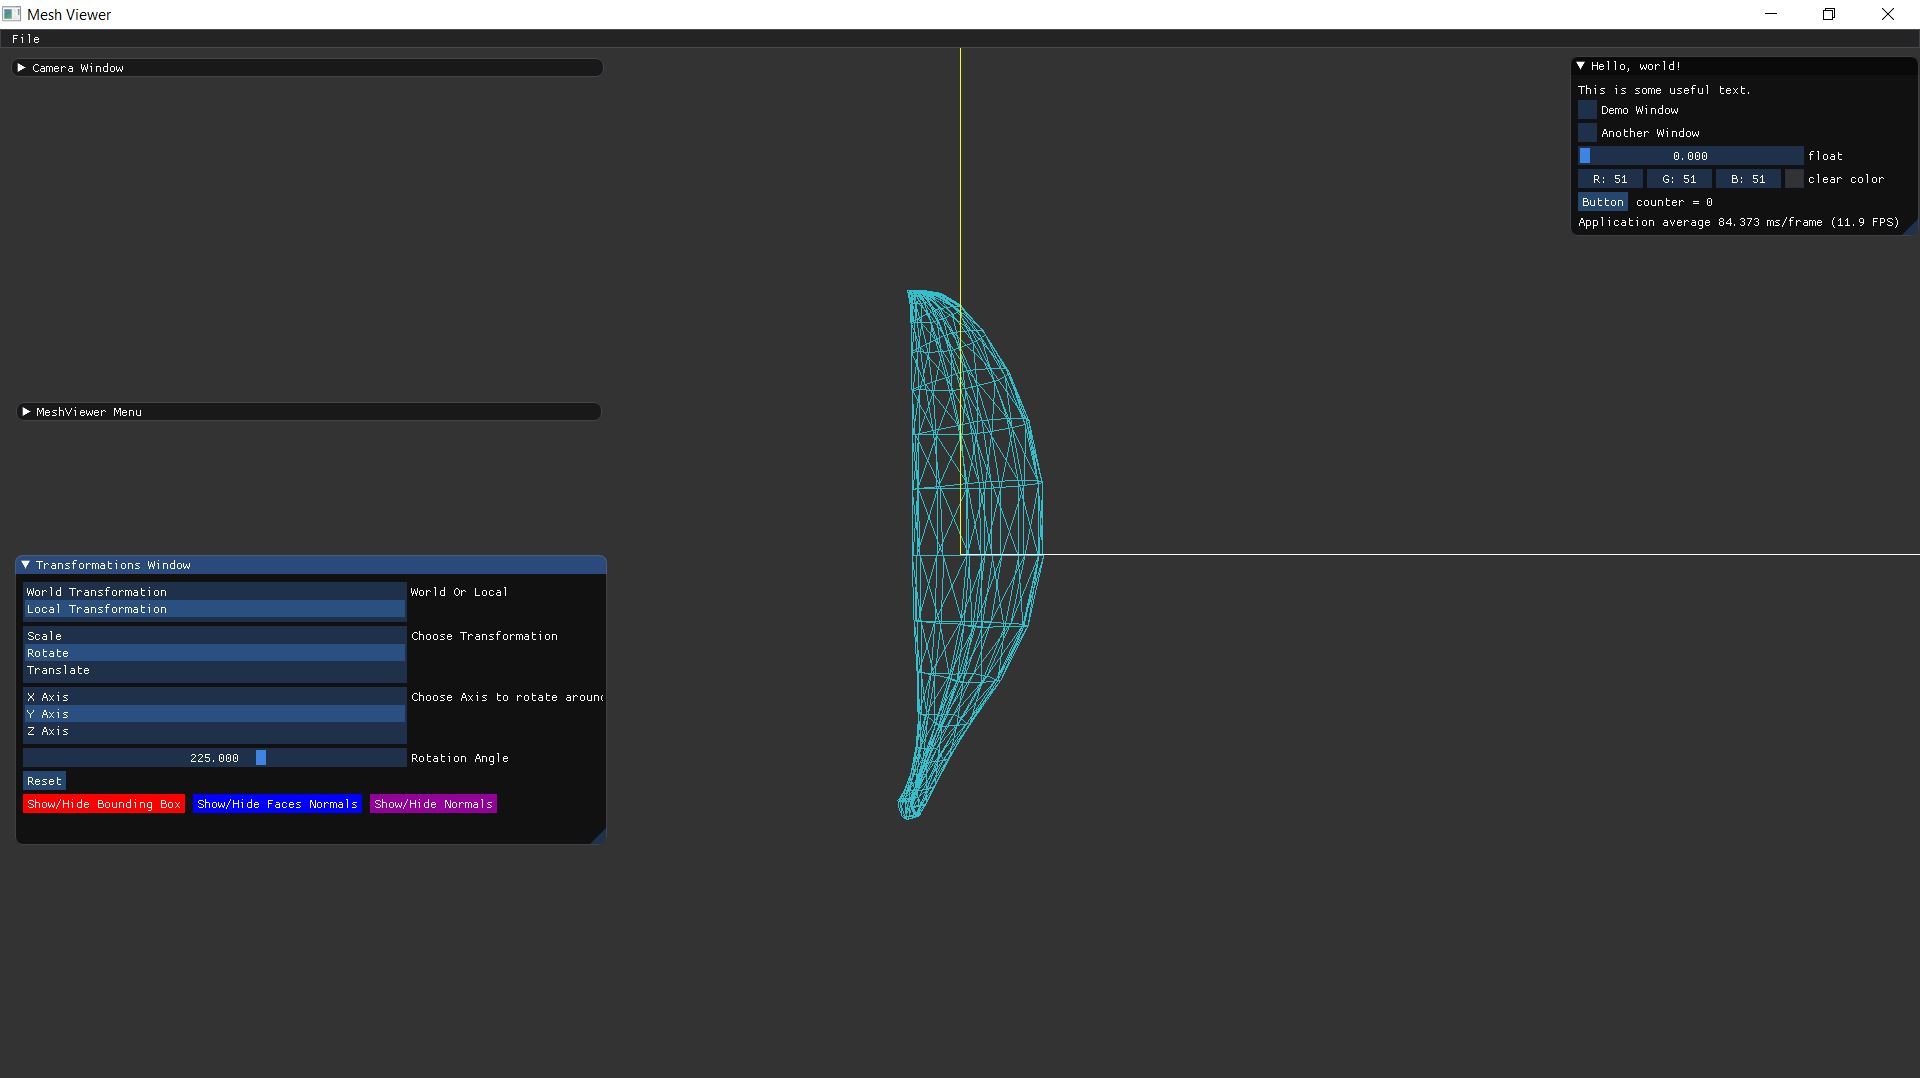 Mesh Viewer
File
Camera Window
Hello, world!
This is some useful text.
Demo Window
Another Window
0.000 float
R: 51 G: 51 B: 51 clear color
Button counter = 0
Application average 84.373 ms/frame (11.9 FPS)
MeshViewer Menu
Transformations Window
World Transformation World Or Local
Local Transformation
Scale Choose Transformation
Rotate
Translate
X Axis Choose Axis to rotate aroun
Y Axis
Z Axis
225.000 Rotation Angle
Reset
Show/Hide Bounding Box Show/Hide Faces Normals Show/Hide Normals